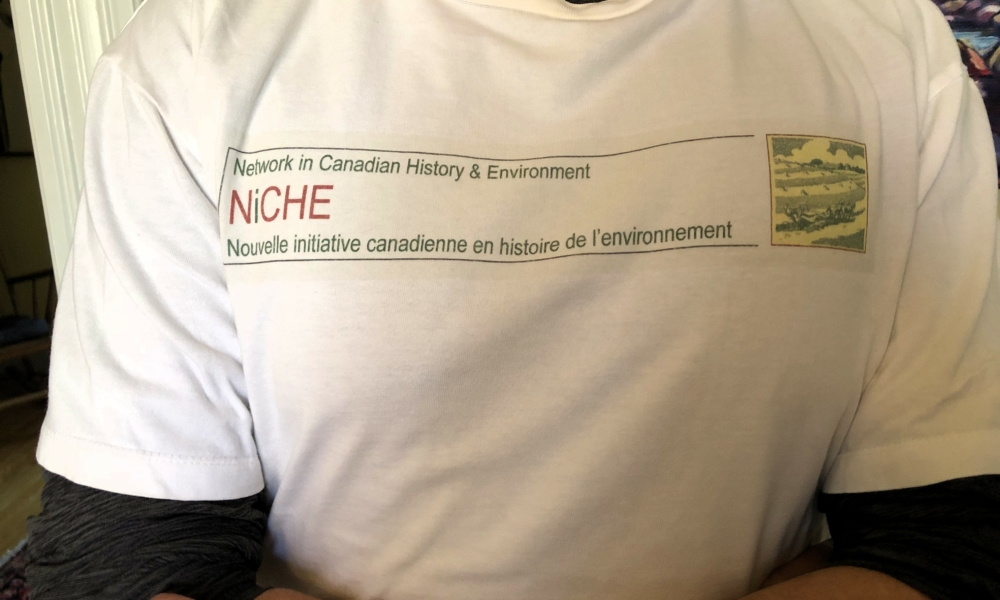 Network in Canadian History & Environment
NiCHE
Nouvelle initiative canadienne en histoire de l'environnement